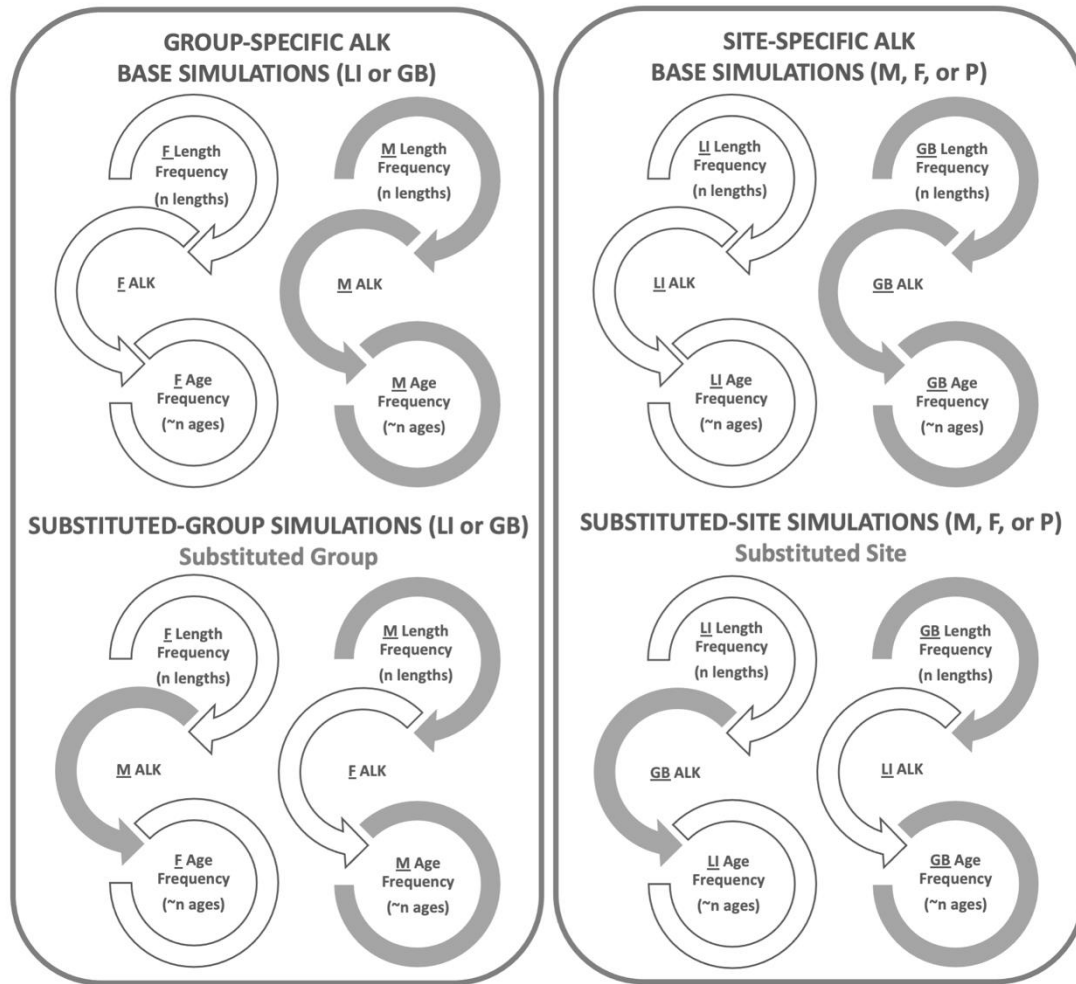 GROUP-SPECIFIC ALK
BASE SIMULATIONS (LI or GB)
F Length
Frequency
(n lengths)
M Length
Frequency
(n lengths)
F ALK
M ALK
F Age
Frequency
(~n ages)
M Age
Frequency
(~n ages)
SUBSTITUTED-GROUP SIMULATIONS (LI or GB)
Substituted Group
F Length
Frequency
(n lengths)
M Length
Frequency
(n lengths)
M ALK
F ALK
F Age
Frequency
(~n ages)
M Age
Frequency
(~n ages)
SITE-SPECIFIC ALK
BASE SIMULATIONS (M, F, or P)
LI Length
Frequency
(n lengths)
GB Length
Frequency
(n lengths)
LI ALK
GB ALK
LI Age
Frequency
(~n ages)
GB Age
Frequency
(~n ages)
SUBSTITUTED-SITE SIMULATIONS (M, F, or P)
Substituted Site
LI Length
Frequency
(n lengths)
GB Length
Frequency
(n lengths)
GB ALK
LI ALK
LI Age
Frequency
(~n ages)
GB Age
Frequency
(~n ages)